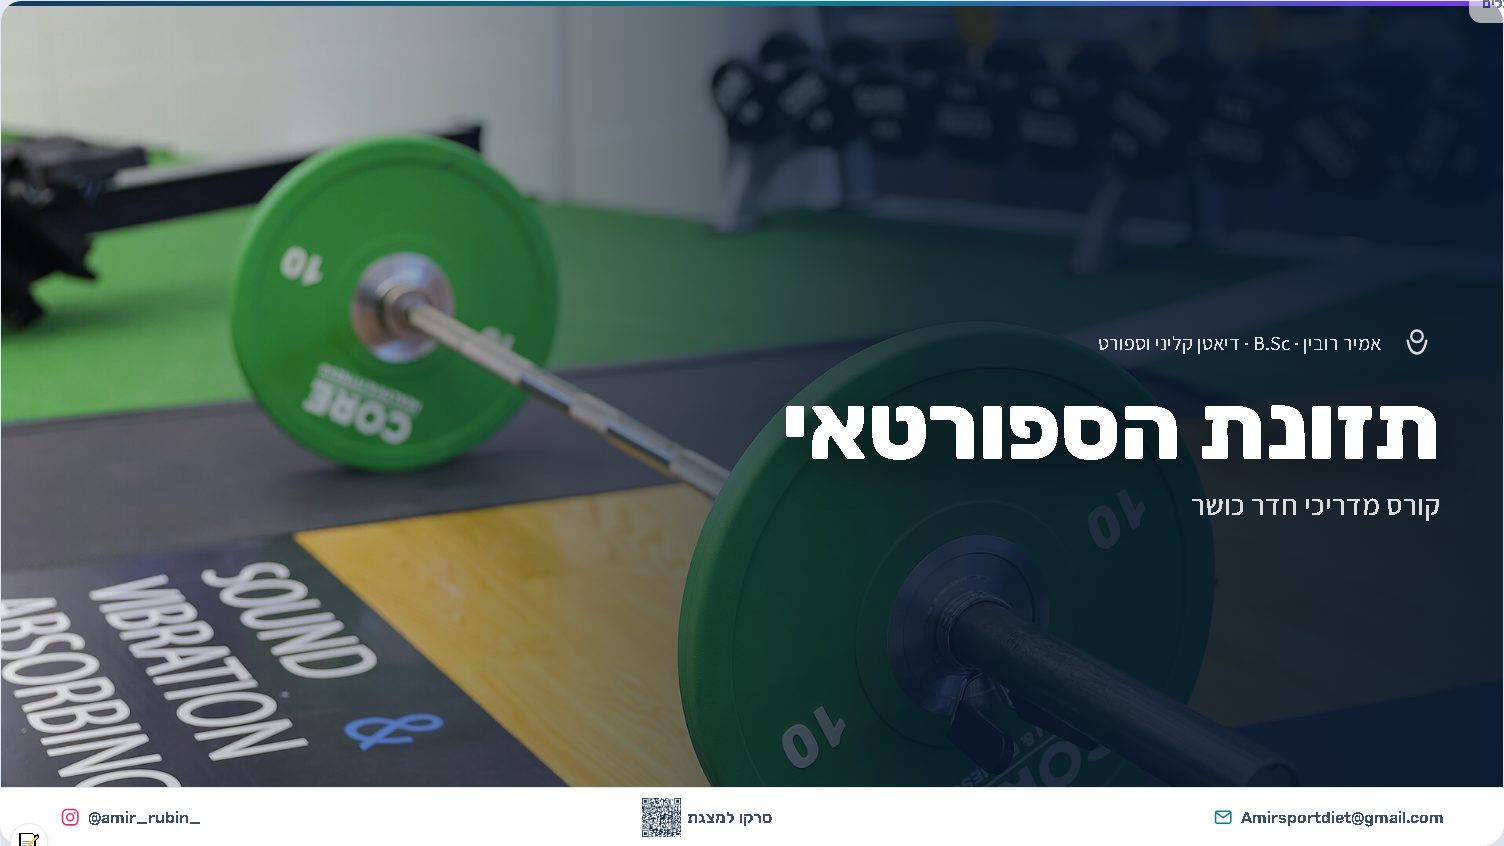 אמיר רובין · B.Sc · דיאטן קליני וספורט
תזונת הספורטאי
קורס מדריכי חדר כושר
10
CORE
10
10
SOUND
&
VIBRATION
ABSORBING
Amirsportdiet@gmail.com
סרקו למצגת
@amir_rubin_